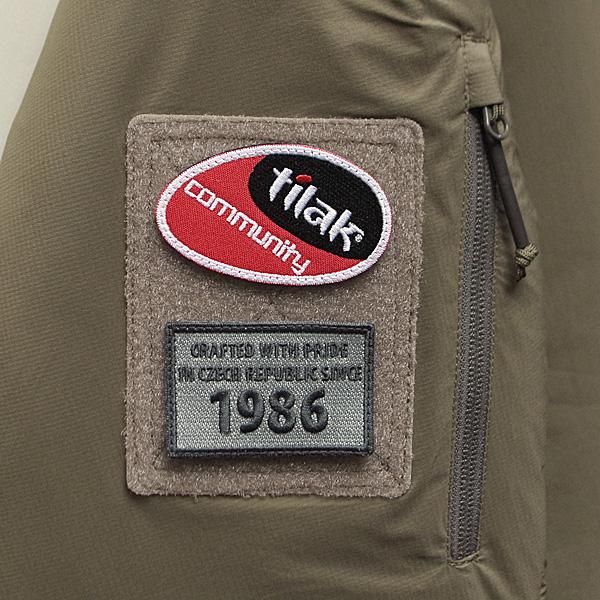 tilak®
community
CRAFTED WITH PRIDE
IN CZECH REPUBLIC SINCE
1986